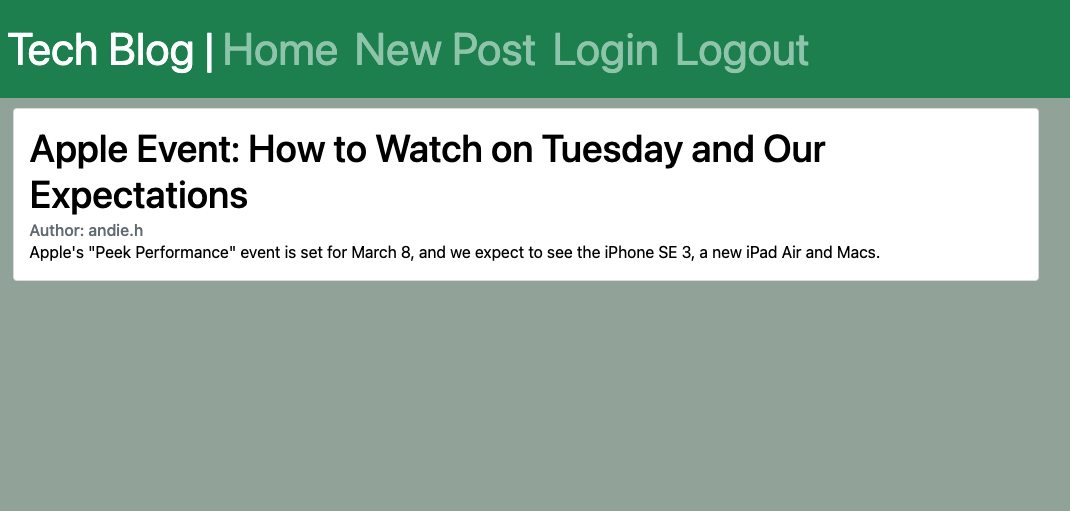 Tech Blog | Home New Post Login Logout
Apple Event: How to Watch on Tuesday and Our
Expectations
Author: andie.h
Apple's "Peek Performance" event is set for March 8, and we expect to see the iPhone SE 3, a new iPad Air and Macs.